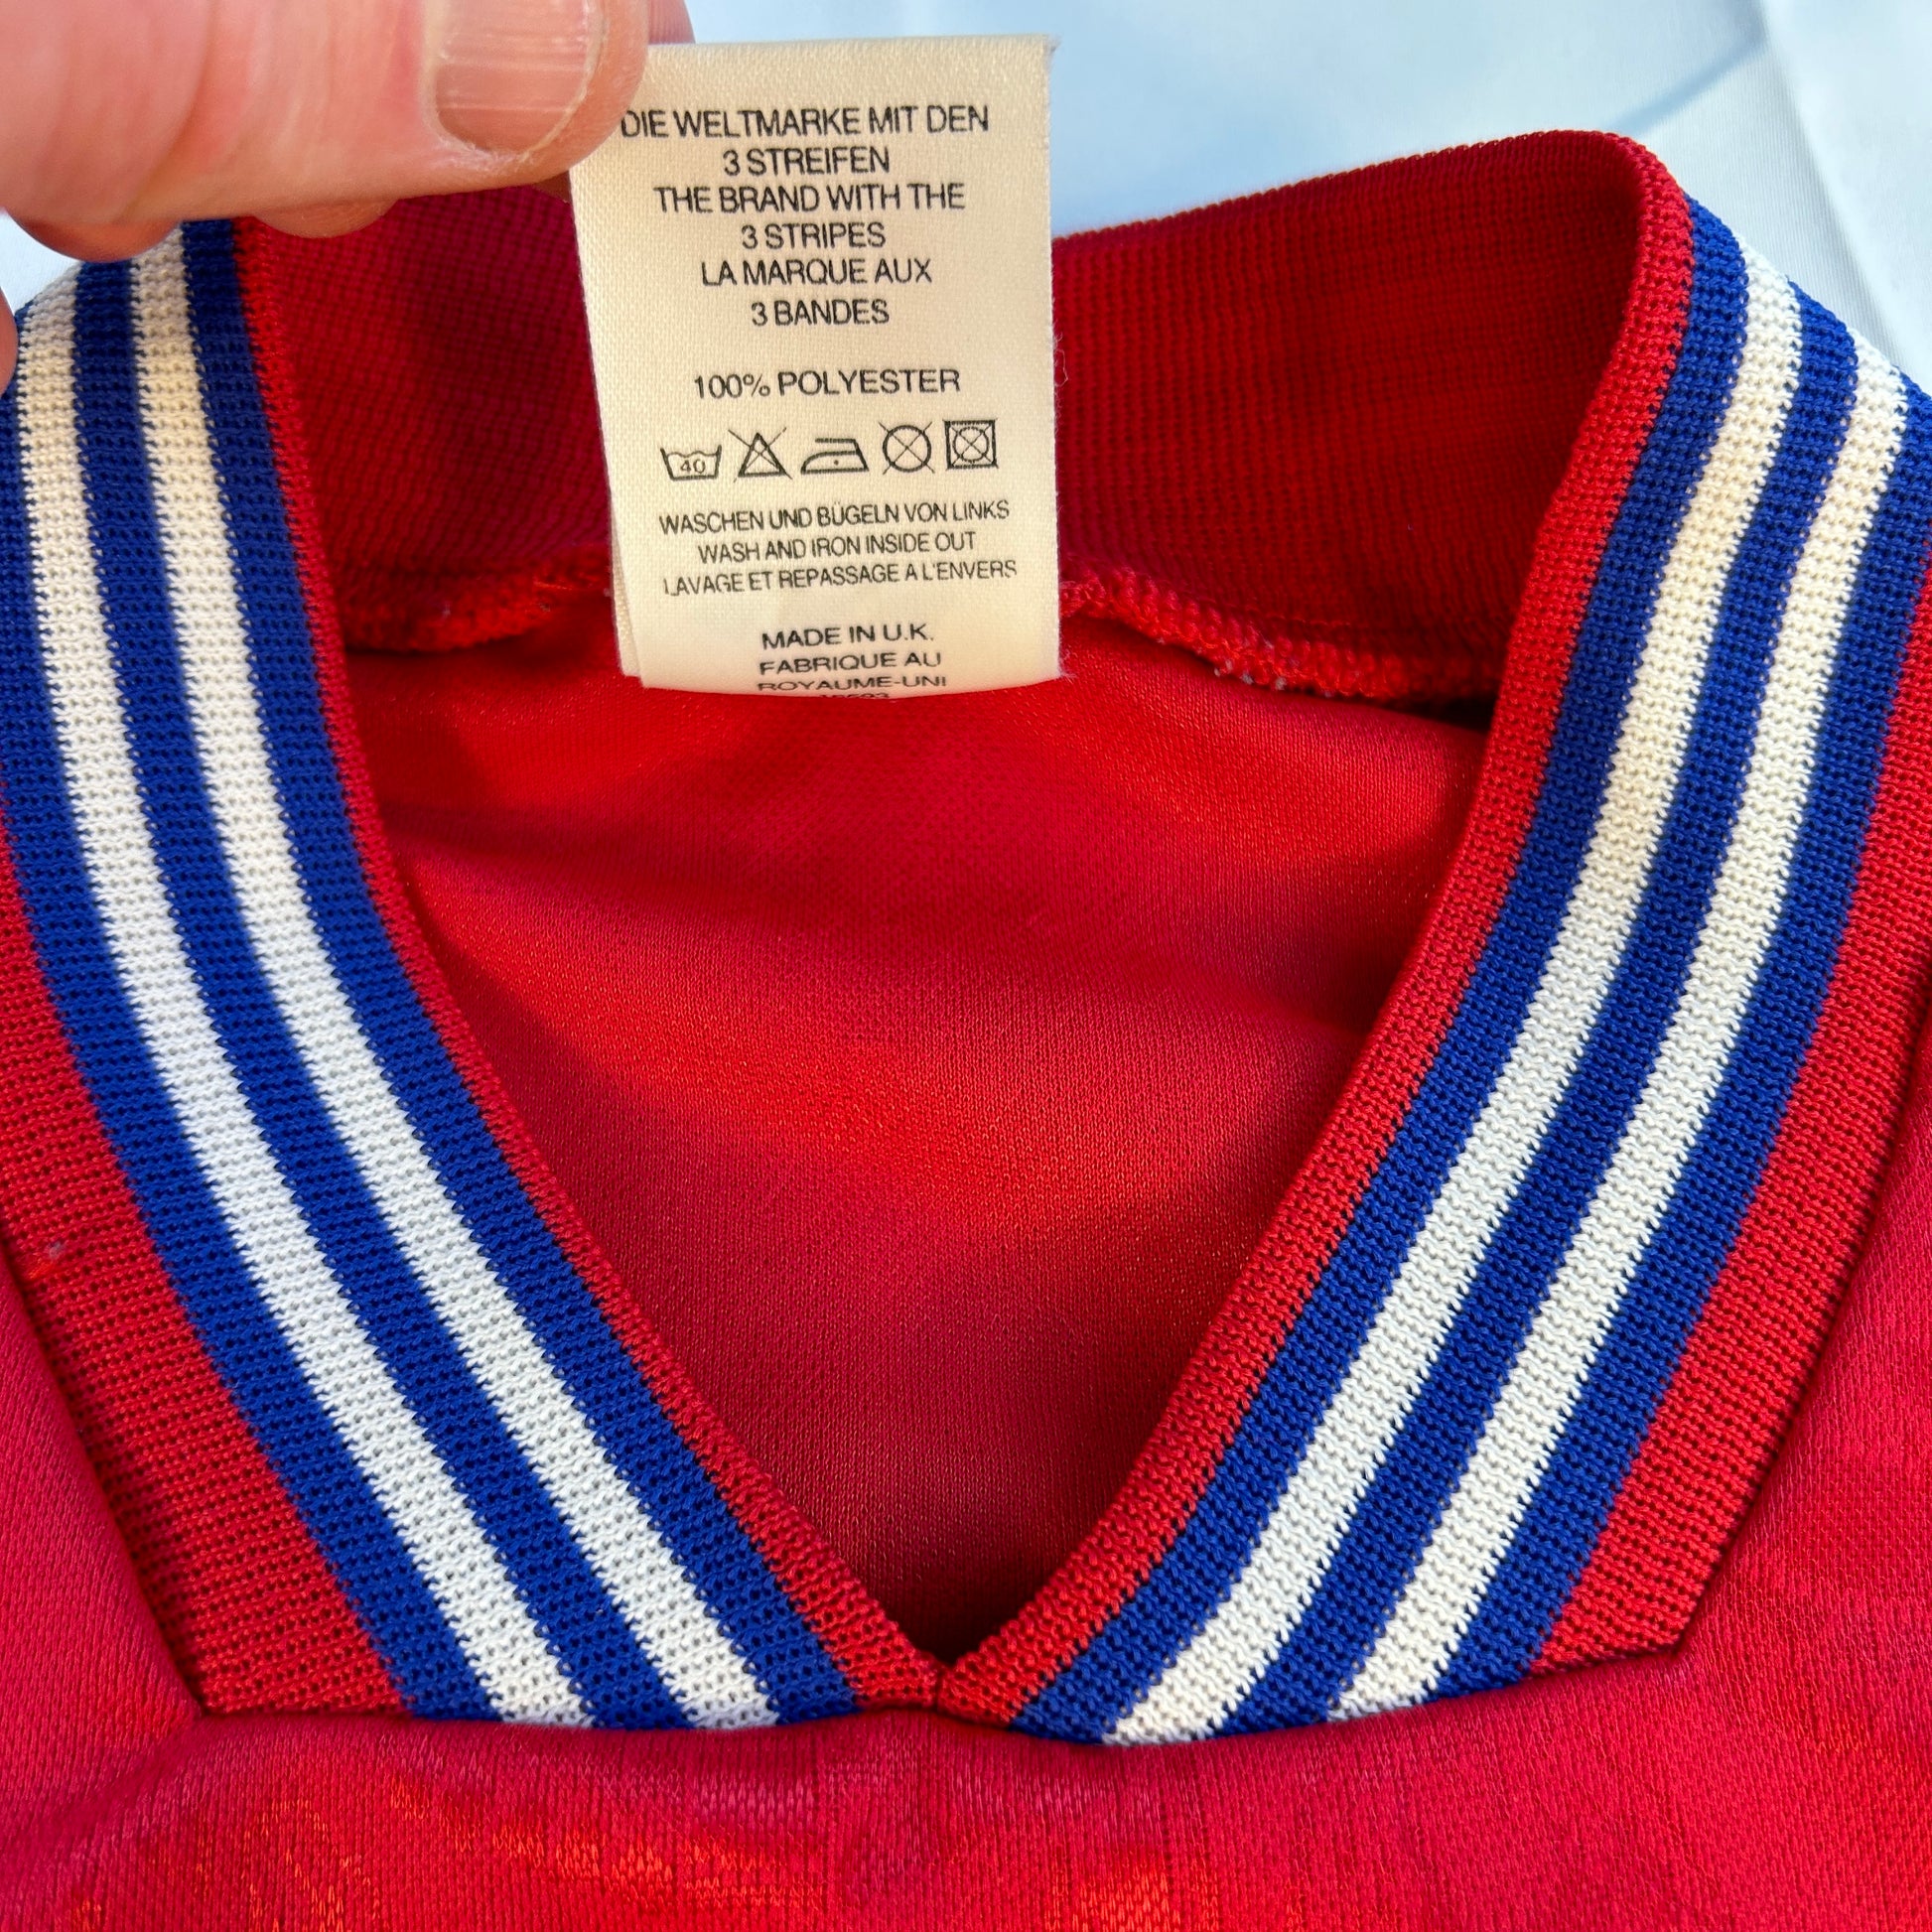 DIE WELTMARKE MIT DEN
3 STREIFEN
THE BRAND WITH THE
3 STRIPES
LA MARQUE AUX
3 BANDES
100% POLYESTER
40
WASCHEN UND BÜGELN VON LINKS
WASH AND IRON INSIDE OUT
LAVAGE ET REPASSAGE A L'ENVERS
MADE IN U.K.
FABRIQUE AU
ROYAUME-UNI